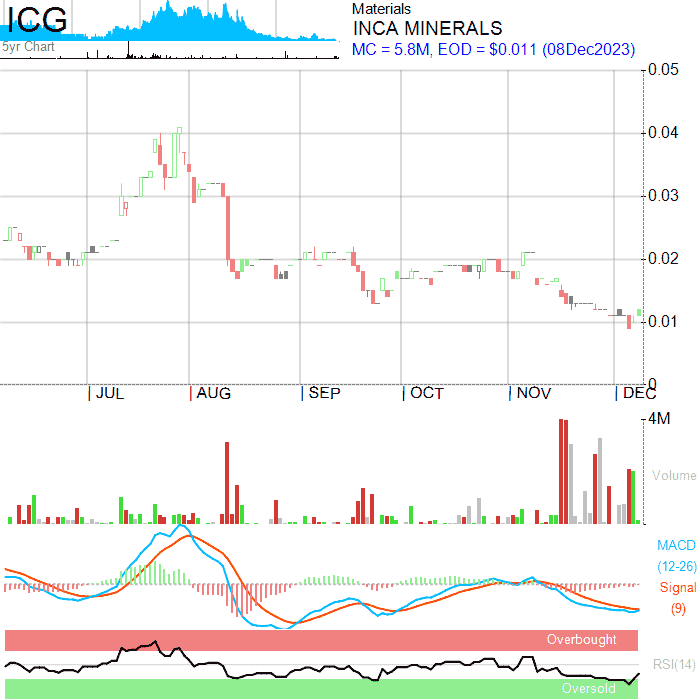 ICG
5yr Chart
Materials
INCA MINERALS
MC = 5.8M, EOD = $0.011 (08Dec2023)
0.05
0.04
0.03
0.02
0.01
0
JUL
AUG
SEP
OCT
NOV
DEC
4M
Volume
MACD
(12-26)
Signal
(9)
Overbought
RSI(14)
Oversold